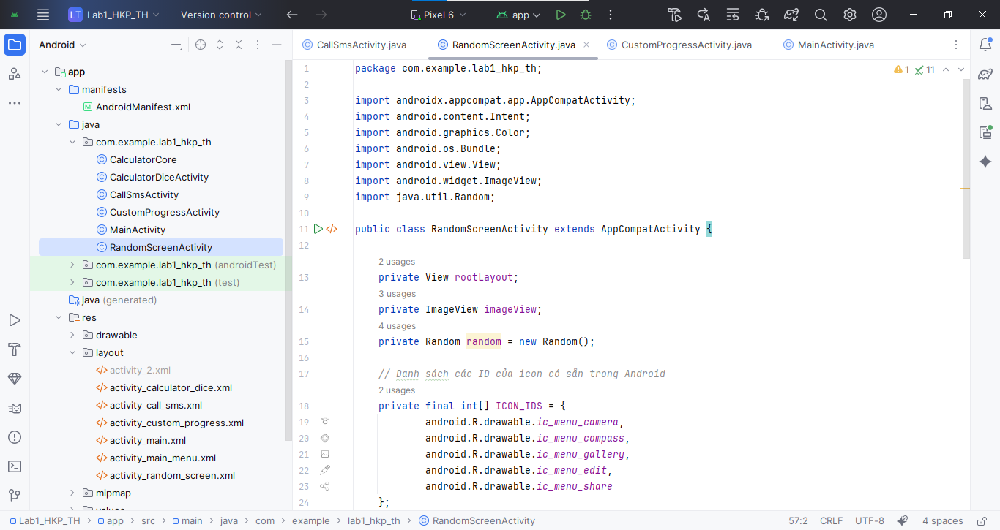 LT Lab1_HKP_TH Version control Pixel 6 app
Android
CallSmsActivity.java RandomScreenActivity.java CustomProgressActivity.java MainActivity.java
app
manifests
AndroidManifest.xml
java
com.example.lab1_hkp_th
CalculatorCore
CalculatorDiceActivity
CallSmsActivity
CustomProgressActivity
MainActivity
RandomScreenActivity
com.example.lab1_hkp_th (androidTest)
com.example.lab1_hkp_th (test)
java (generated)
res
drawable
layout
activity_2.xml
activity_calculator_dice.xml
activity_call_sms.xml
activity_custom_progress.xml
activity_main.xml
activity_main_menu.xml
activity_random_screen.xml
mipmap
values
1 package com.example.lab1_hkp_th;
1 11
2
3 import androidx.appcompat.app.AppCompatActivity;
4 import android.content.Intent;
5 import android.graphics.Color;
6 import android.os.Bundle;
7 import android.view.View;
8 import android.widget.ImageView;
9 import java.util.Random;
10
11 public class RandomScreenActivity extends AppCompatActivity {
12
2 usages
13 private View rootLayout;
3 usages
14 private ImageView imageView;
4 usages
15 private Random random = new Random();
16
17 // Danh sách các ID của icon có sẵn trong Android
2 usages
18 private final int[] ICON_IDS = {
19 android.R.drawable.ic_menu_camera,
20 android.R.drawable.ic_menu_compass,
21 android.R.drawable.ic_menu_gallery,
22 android.R.drawable.ic_menu_edit,
23 android.R.drawable.ic_menu_share
24 };
Lab1_HKP_TH > app > src > main > java > com > example > lab1_hkp_th > RandomScreenActivity 57:2 CRLF UTF-8 4 spaces